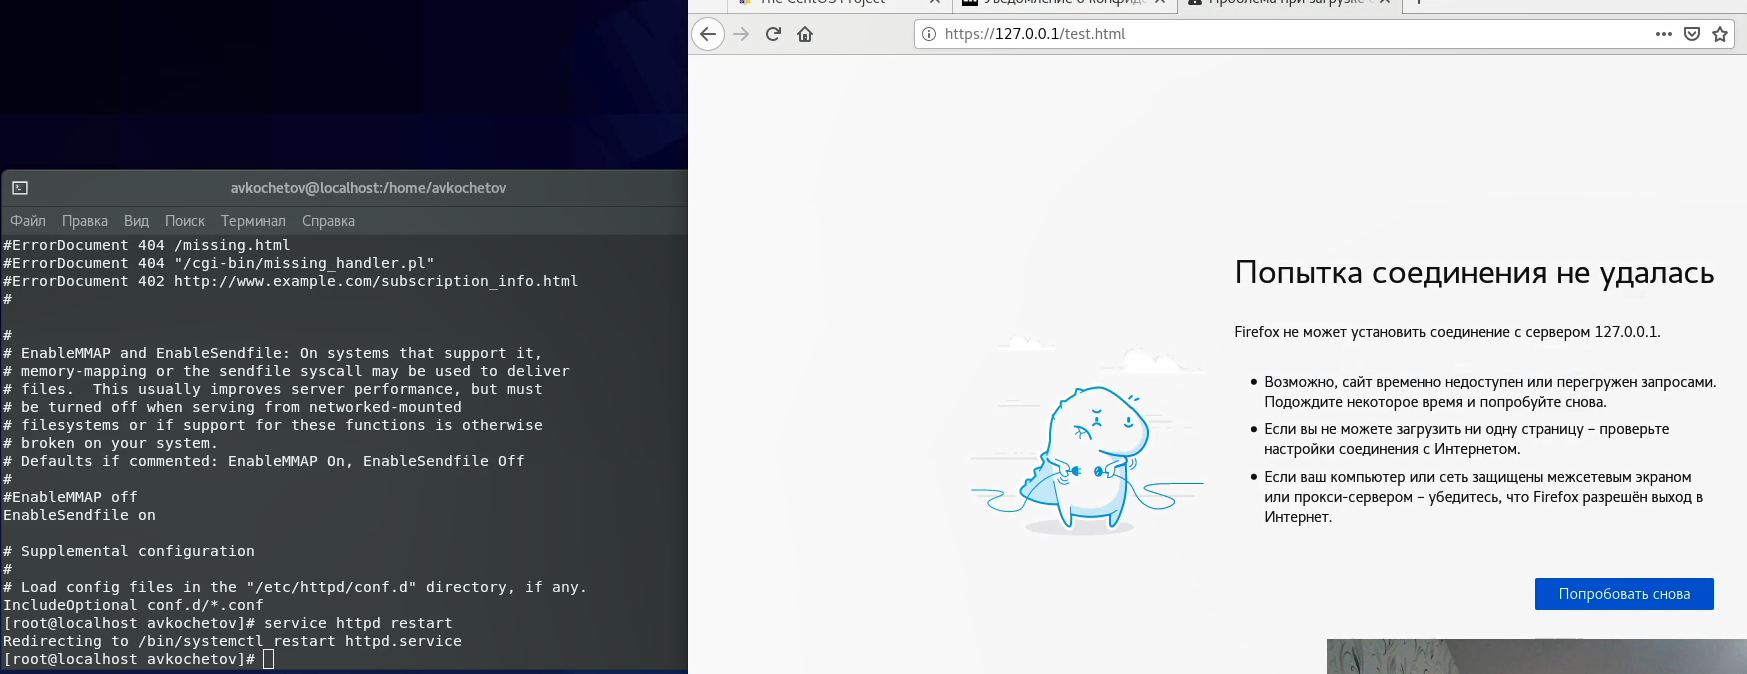 The CentOS Project
Уведомление о конфиде
Проблема при загрузке с
https://127.0.0.1/test.html
avkochetov@localhost:/home/avkochetov
Файл Правка Вид Поиск Терминал Справка
#ErrorDocument 404 /missing.html
#ErrorDocument 404 "/cgi-bin/missing_handler.pl"
#ErrorDocument 402 http://www.example.com/subscription_info.html
#
#
# EnableMMAP and EnableSendfile: On systems that support it,
# memory-mapping or the sendfile syscall may be used to deliver
# files.  This usually improves server performance, but must
# be turned off when serving from networked-mounted
# filesystems or if support for these functions is otherwise
# broken on your system.
# Defaults if commented: EnableMMAP On, EnableSendfile Off
#
#EnableMMAP off
EnableSendfile on
# Supplemental configuration
#
# Load config files in the "/etc/httpd/conf.d" directory, if any.
IncludeOptional conf.d/*.conf
[root@localhost avkochetov]# service httpd restart
Redirecting to /bin/systemctl restart httpd.service
[root@localhost avkochetov]#
Попытка соединения не удалась
Firefox не может установить соединение с сервером 127.0.0.1.
• Возможно, сайт временно недоступен или перегружен запросами.
Подождите некоторое время и попробуйте снова.
• Если вы не можете загрузить ни одну страницу – проверьте
настройки соединения с Интернетом.
• Если ваш компьютер или сеть защищены межсетевым экраном
или прокси-сервером – убедитесь, что Firefox разрешён выход в
Интернет.
Попробовать снова